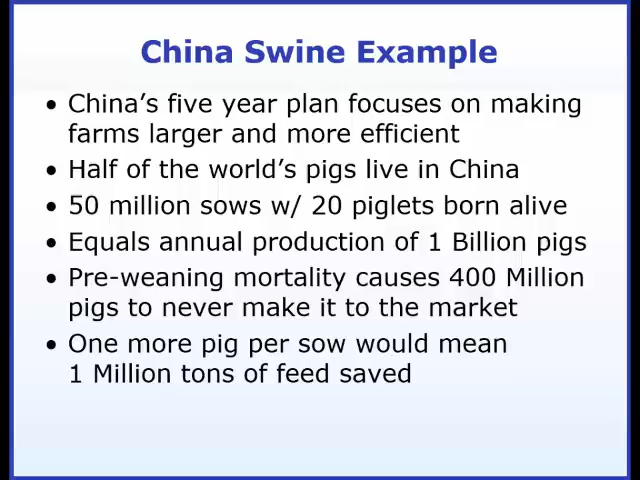 China Swine Example
• China's five year plan focuses on making
farms larger and more efficient
• Half of the world's pigs live in China
• 50 million sows w/ 20 piglets born alive
• Equals annual production of 1 Billion pigs
• Pre-weaning mortality causes 400 Million
pigs to never make it to the market
• One more pig per sow would mean
1 Million tons of feed saved